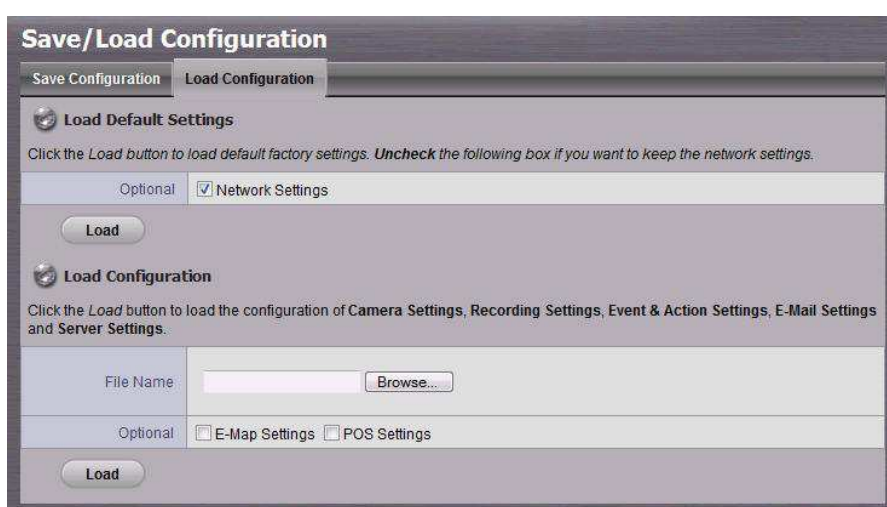 Save/Load Configuration
Save Configuration Load Configuration
Load Default Settings
Click the Load button to load default factory settings. Uncheck the following box if you want to keep the network settings.
Optional Network Settings
Load
Load Configuration
Click the Load button to load the configuration of Camera Settings, Recording Settings, Event & Action Settings, E-Mail Settings
and Server Settings.
File Name Browse...
Optional E-Map Settings POS Settings
Load